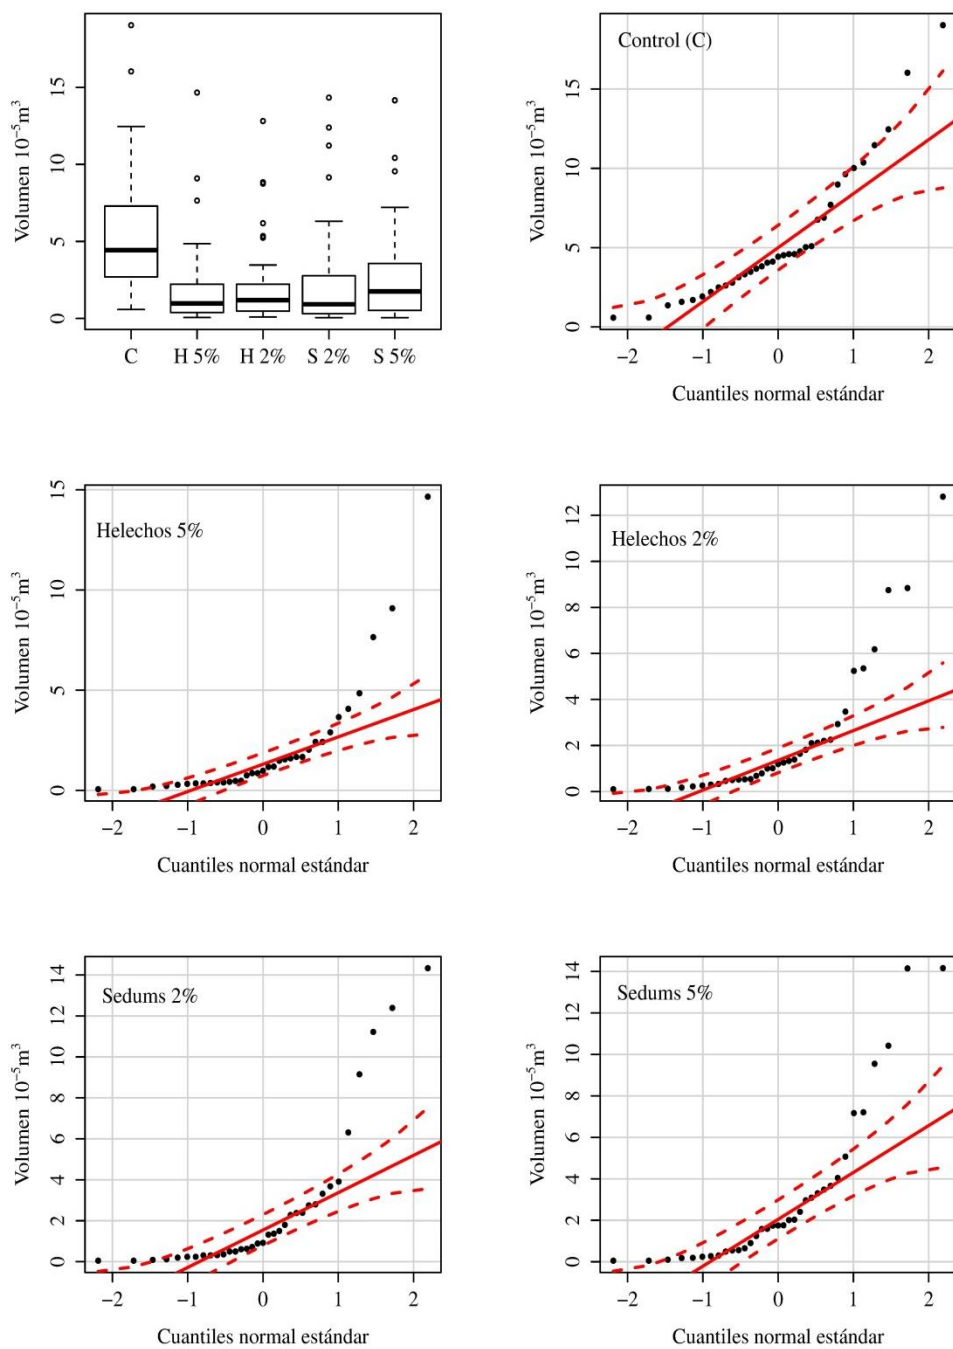 Volumen 10⁻⁵m³
15
10
5
0
C H 5% H 2% S 2% S 5%
Control (C)
Volumen 10⁻⁵m³
15
10
5
0
−2 −1 0 1 2
Cuantiles normal estándar
Helechos 5%
Volumen 10⁻⁵m³
15
10
5
0
−2 −1 0 1 2
Cuantiles normal estándar
Helechos 2%
Volumen 10⁻⁵m³
12
10
8
6
4
2
0
−2 −1 0 1 2
Cuantiles normal estándar
Sedums 2%
Volumen 10⁻⁵m³
14
12
10
8
6
4
2
0
−2 −1 0 1 2
Cuantiles normal estándar
Sedums 5%
Volumen 10⁻⁵m³
14
12
10
8
6
4
2
0
−2 −1 0 1 2
Cuantiles normal estándar